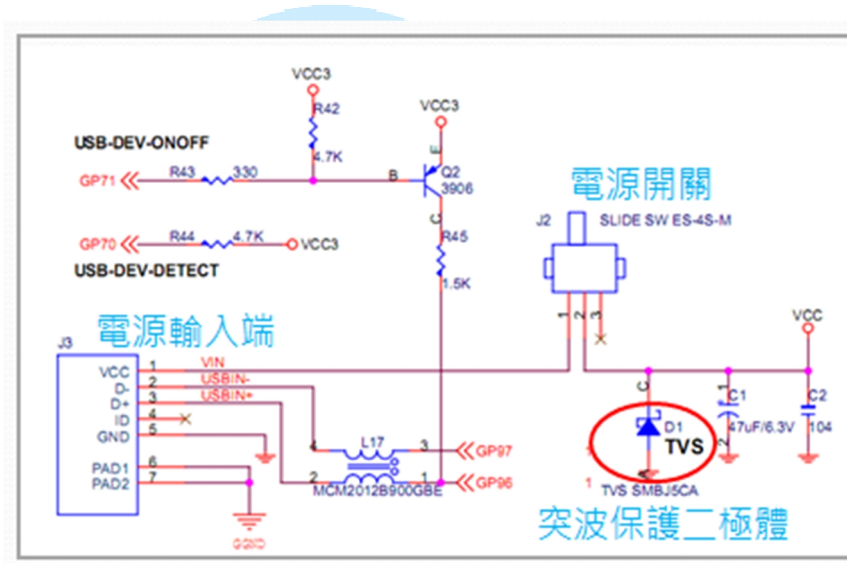 VCC3
R42
4.7K
VCC3
USB-DEV-ONOFF
GP71
R43
330
B
E
Q2
3906
C
GP70
R44
4.7K
VCC3
USB-DEV-DETECT
R45
1.5K
電源開關
J2
SLIDE SW ES-4S-M
1
2
3
電源輸入端
J3
VCC
1
VIN
D-
2
USBIN-
D+
3
USBIN+
ID
4
GND
5
PAD1
6
PAD2
7
GGND
4
L17
3
GP97
2
1
GP96
MCM2012B900GBE
VCC
C
D1
TVS
A
1
TVS SMBJ5CA
突波保護二極體
1
C1
47uF/6.3V
2
C2
104